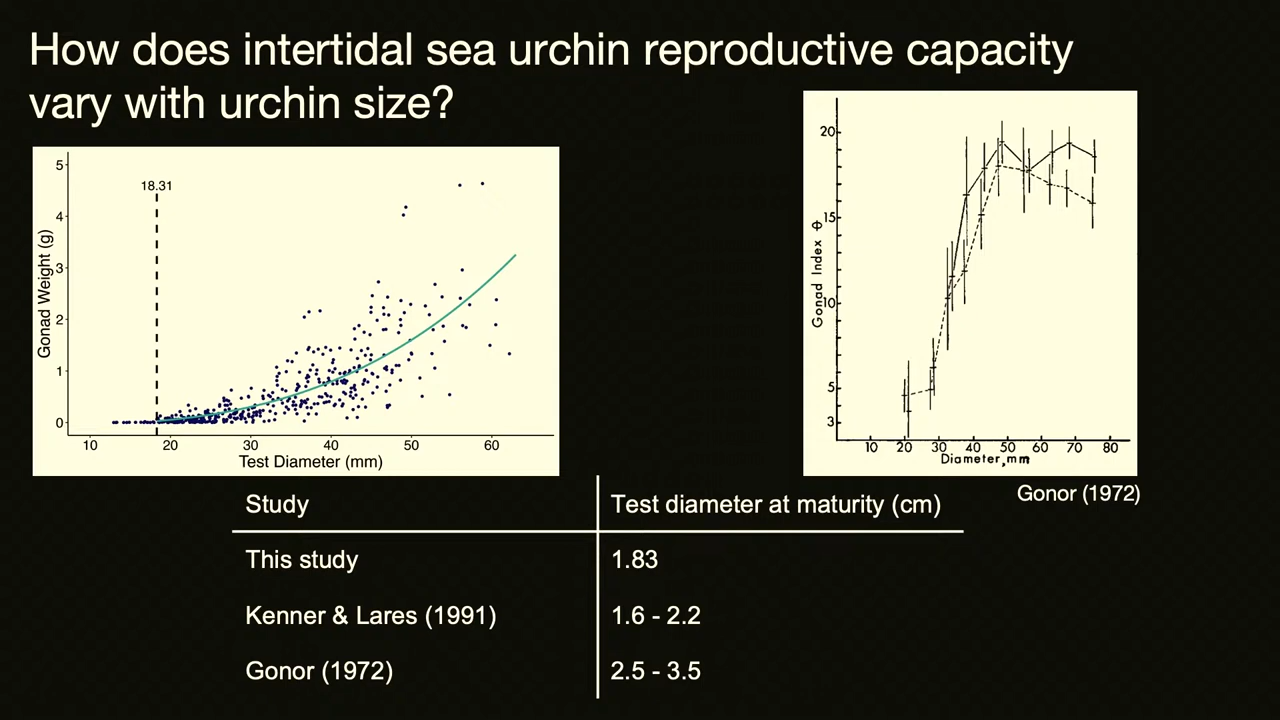 How does intertidal sea urchin reproductive capacity
vary with urchin size?
5
4
3
2
1
0
Gonad Weight (g)
18.31
10 20 30 40 50 60
Test Diameter (mm)
20
15
10
5
3
Gonad Index Φ
10 20 30 40 50 60 70 80
Diameter, mm
Gonor (1972)
Study Test diameter at maturity (cm)
This study 1.83
Kenner & Lares (1991) 1.6 - 2.2
Gonor (1972) 2.5 - 3.5